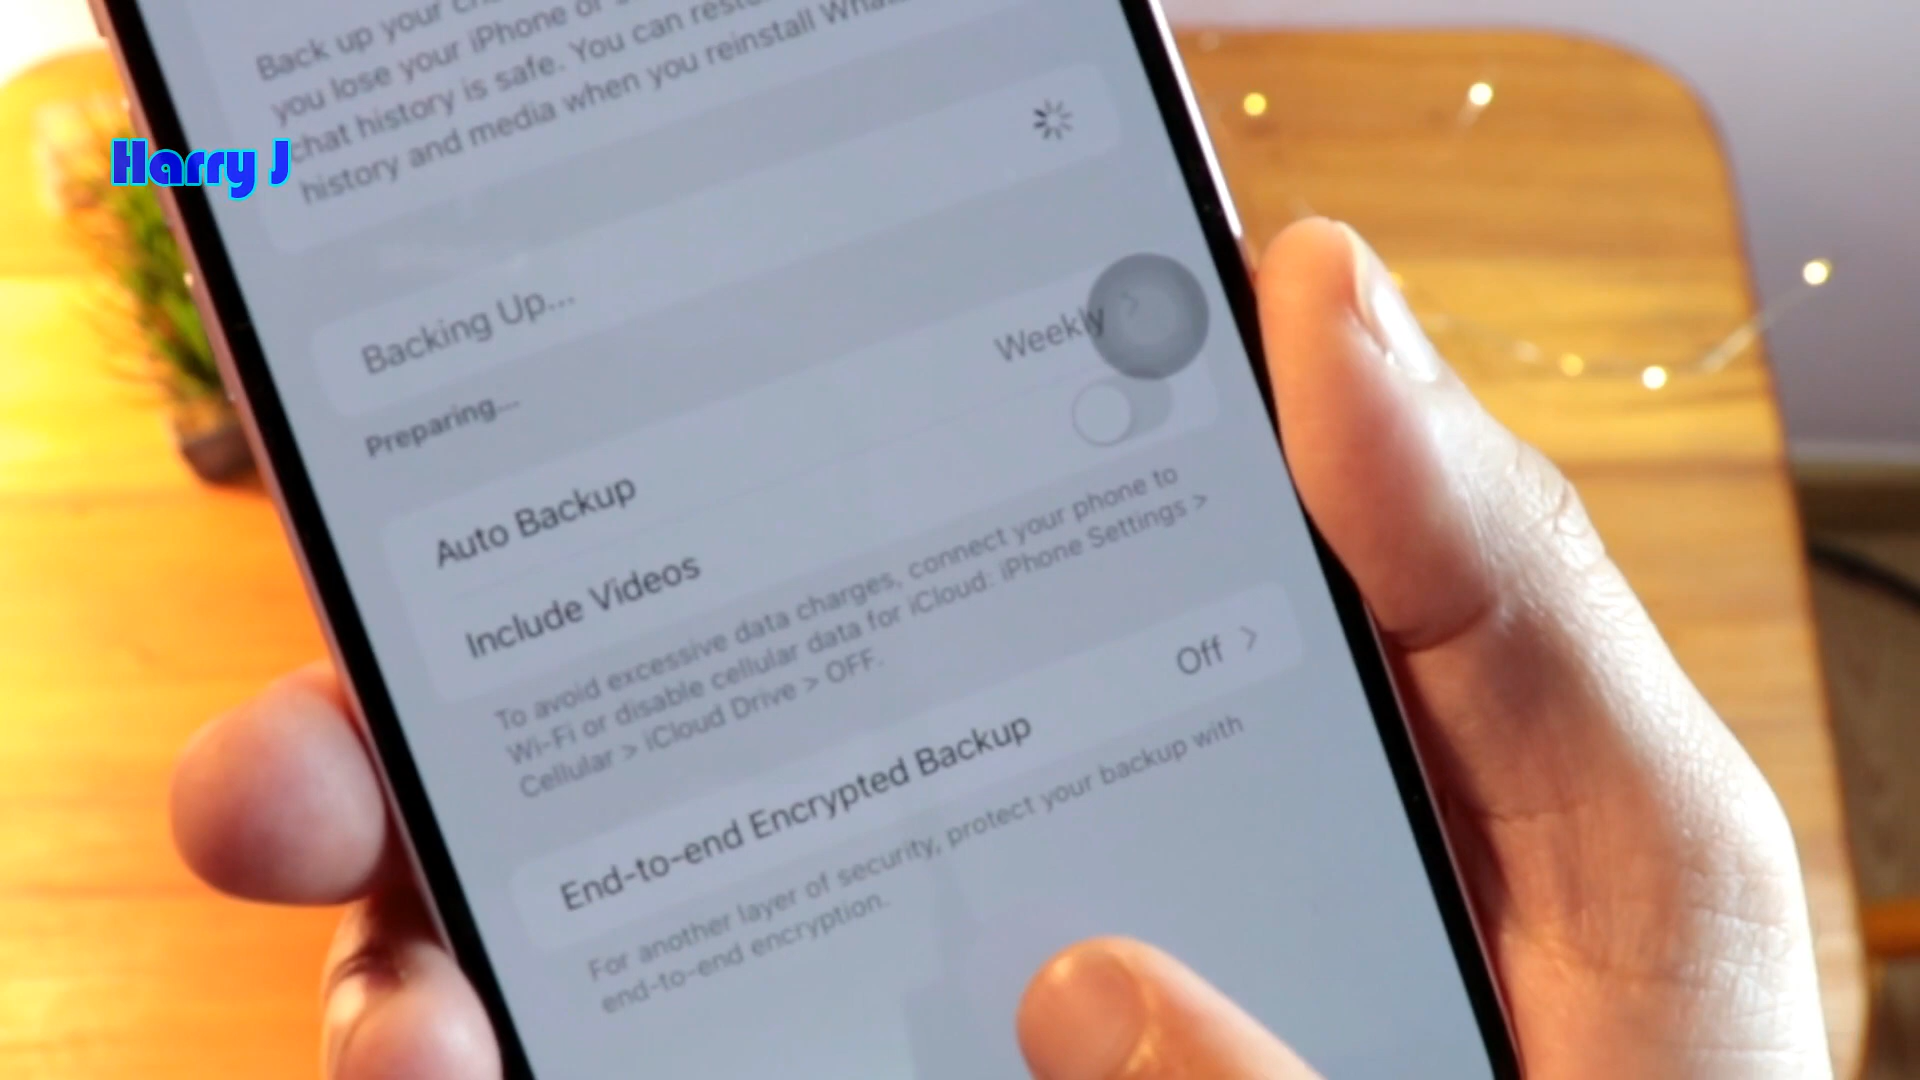 Back up your
you lose your iPhone or
chat history is safe. You can
history and media when you reinstall
Harry J
Backing Up...
Preparing...
Auto Backup Weekly
Include Videos
To avoid excessive data charges, connect your phone to
Wi-Fi or disable cellular data for iCloud: iPhone Settings >
Cellular > iCloud Drive > OFF.
End-to-end Encrypted Backup Off
For another layer of security, protect your backup with
end-to-end encryption.